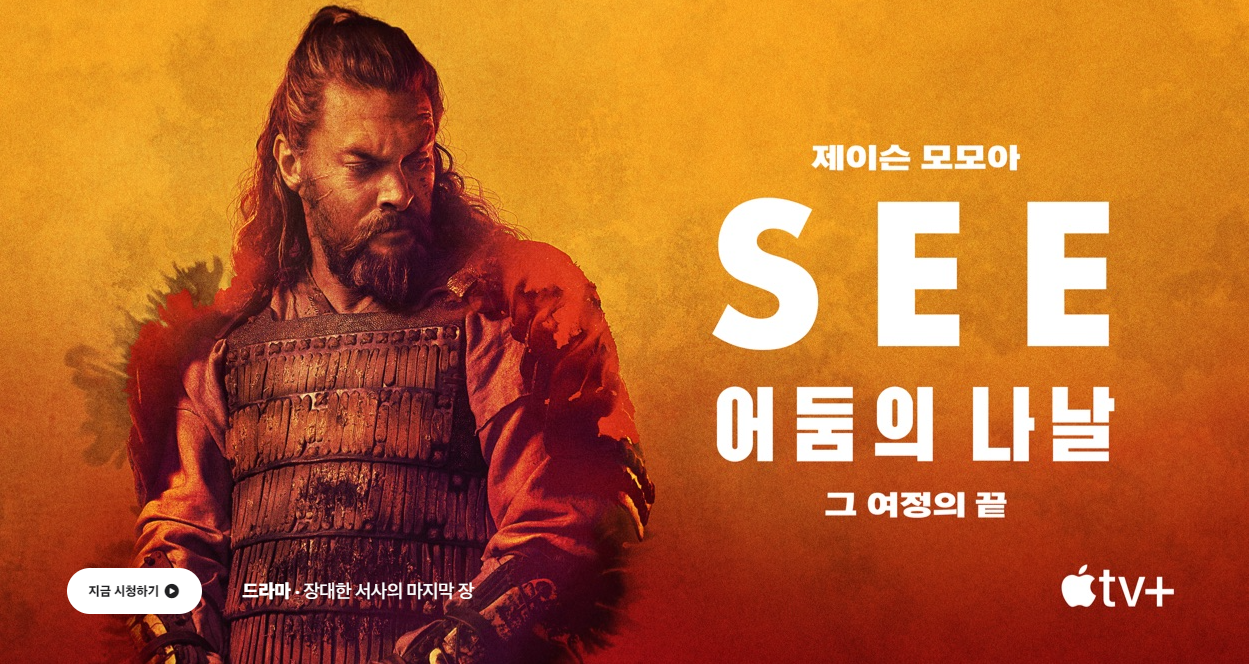 제이슨 모모아
SEE
어둠의 나날
그 여정의 끝
지금 시청하기
드라마 · 장대한 서사의 마지막 장
tv+